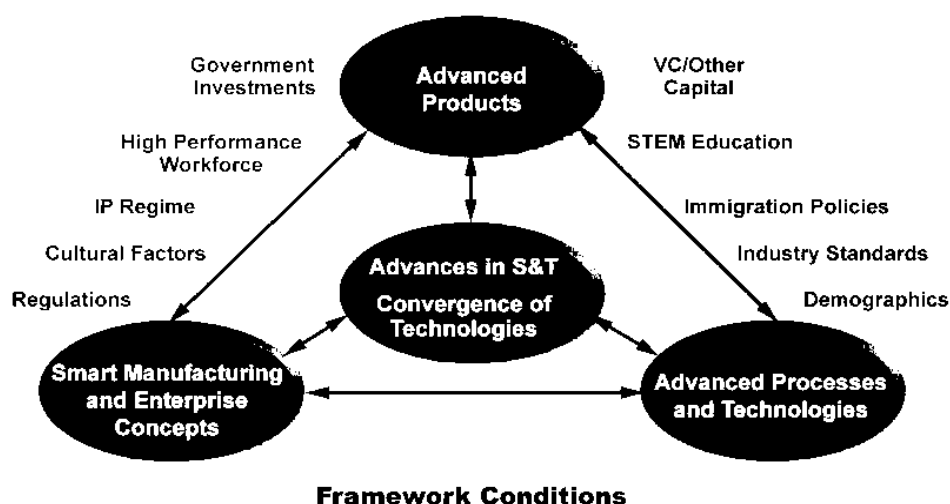 Government
Investments
Advanced
Products
VC/Other
Capital
High Performance
Workforce
STEM Education
IP Regime
Immigration Policies
Cultural Factors
Industry Standards
Regulations
Demographics
Advances in S&T
Convergence of
Technologies
Smart Manufacturing
and Enterprise
Concepts
Advanced Processes
and Technologies
Framework Conditions